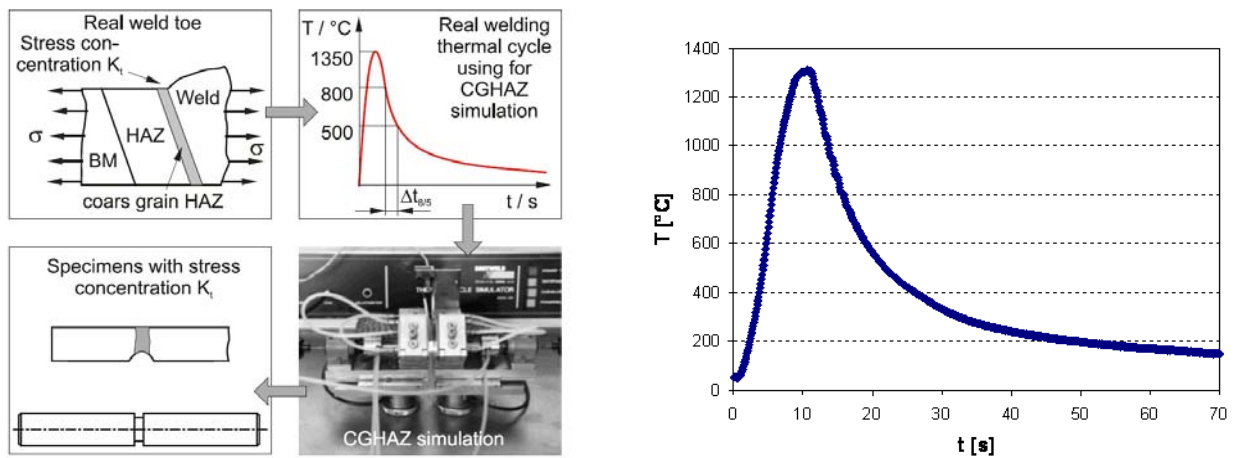 Real weld toe
Stress con-
centration Kt
Weld
HAZ
σ
σ
BM
coars grain HAZ
T / °C
1350
800
500
Real welding
thermal cycle
using for
CGHAZ
simulation
Δt8/5
t / s
Specimens with stress
concentration Kt
CGHAZ simulation
1400
1200
1000
800
600
400
200
0
T [°C]
0 10 20 30 40 50 60 70
t [s]